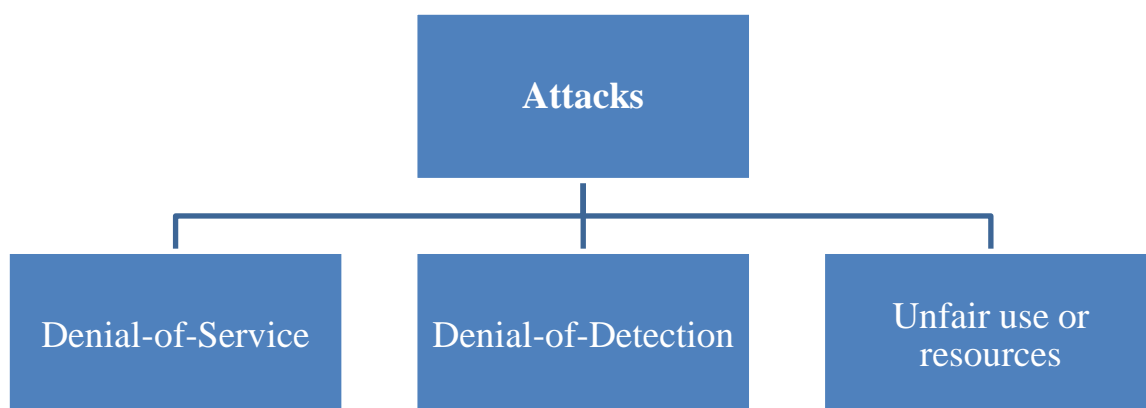 Attacks
Denial-of-Service
Denial-of-Detection
Unfair use or
resources